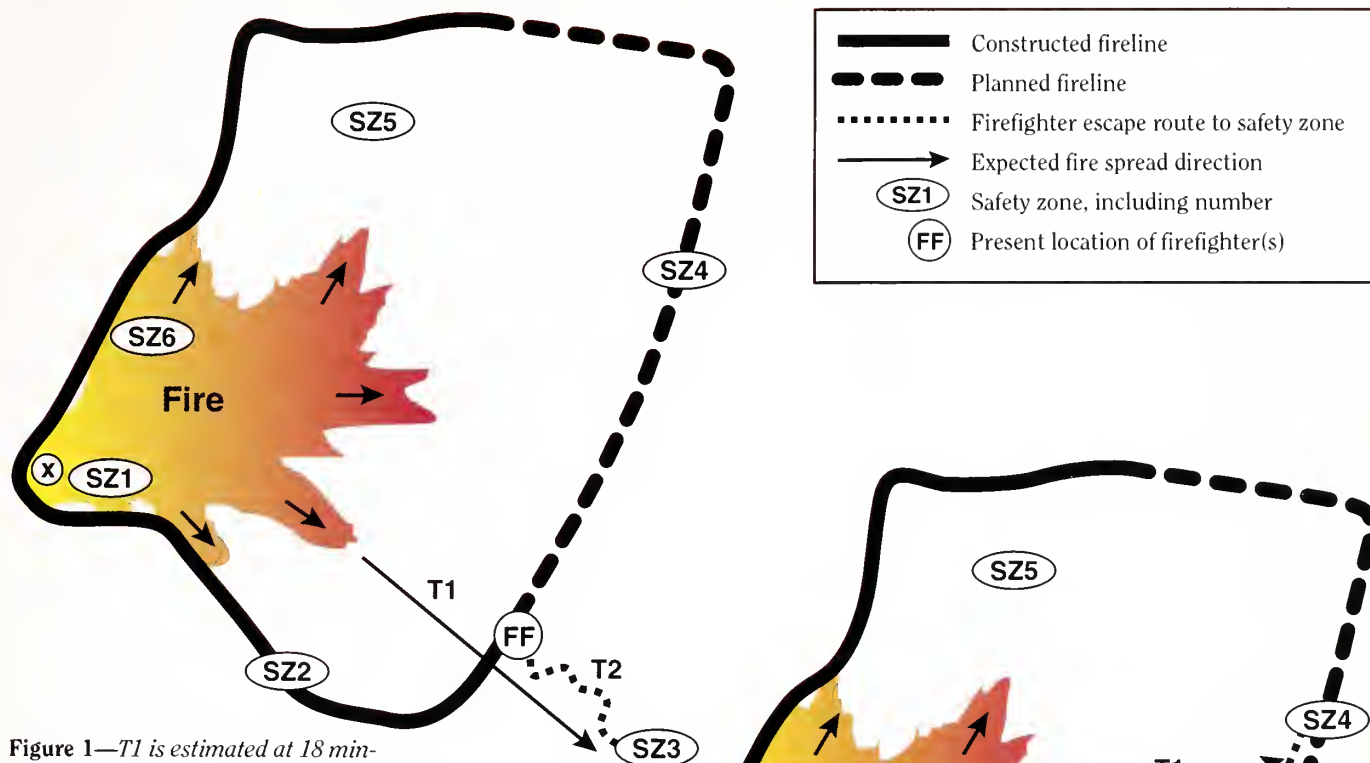 Constructed fireline
Planned fireline
Firefighter escape route to safety zone
Expected fire spread direction
SZ1 Safety zone, including number
FF Present location of firefighter(s)
SZ5
SZ4
SZ6
Fire
X
SZ1
T1
FF
T2
SZ2
SZ3
Figure 1—T1 is estimated at 18 min-
SZ5
SZ4
T1